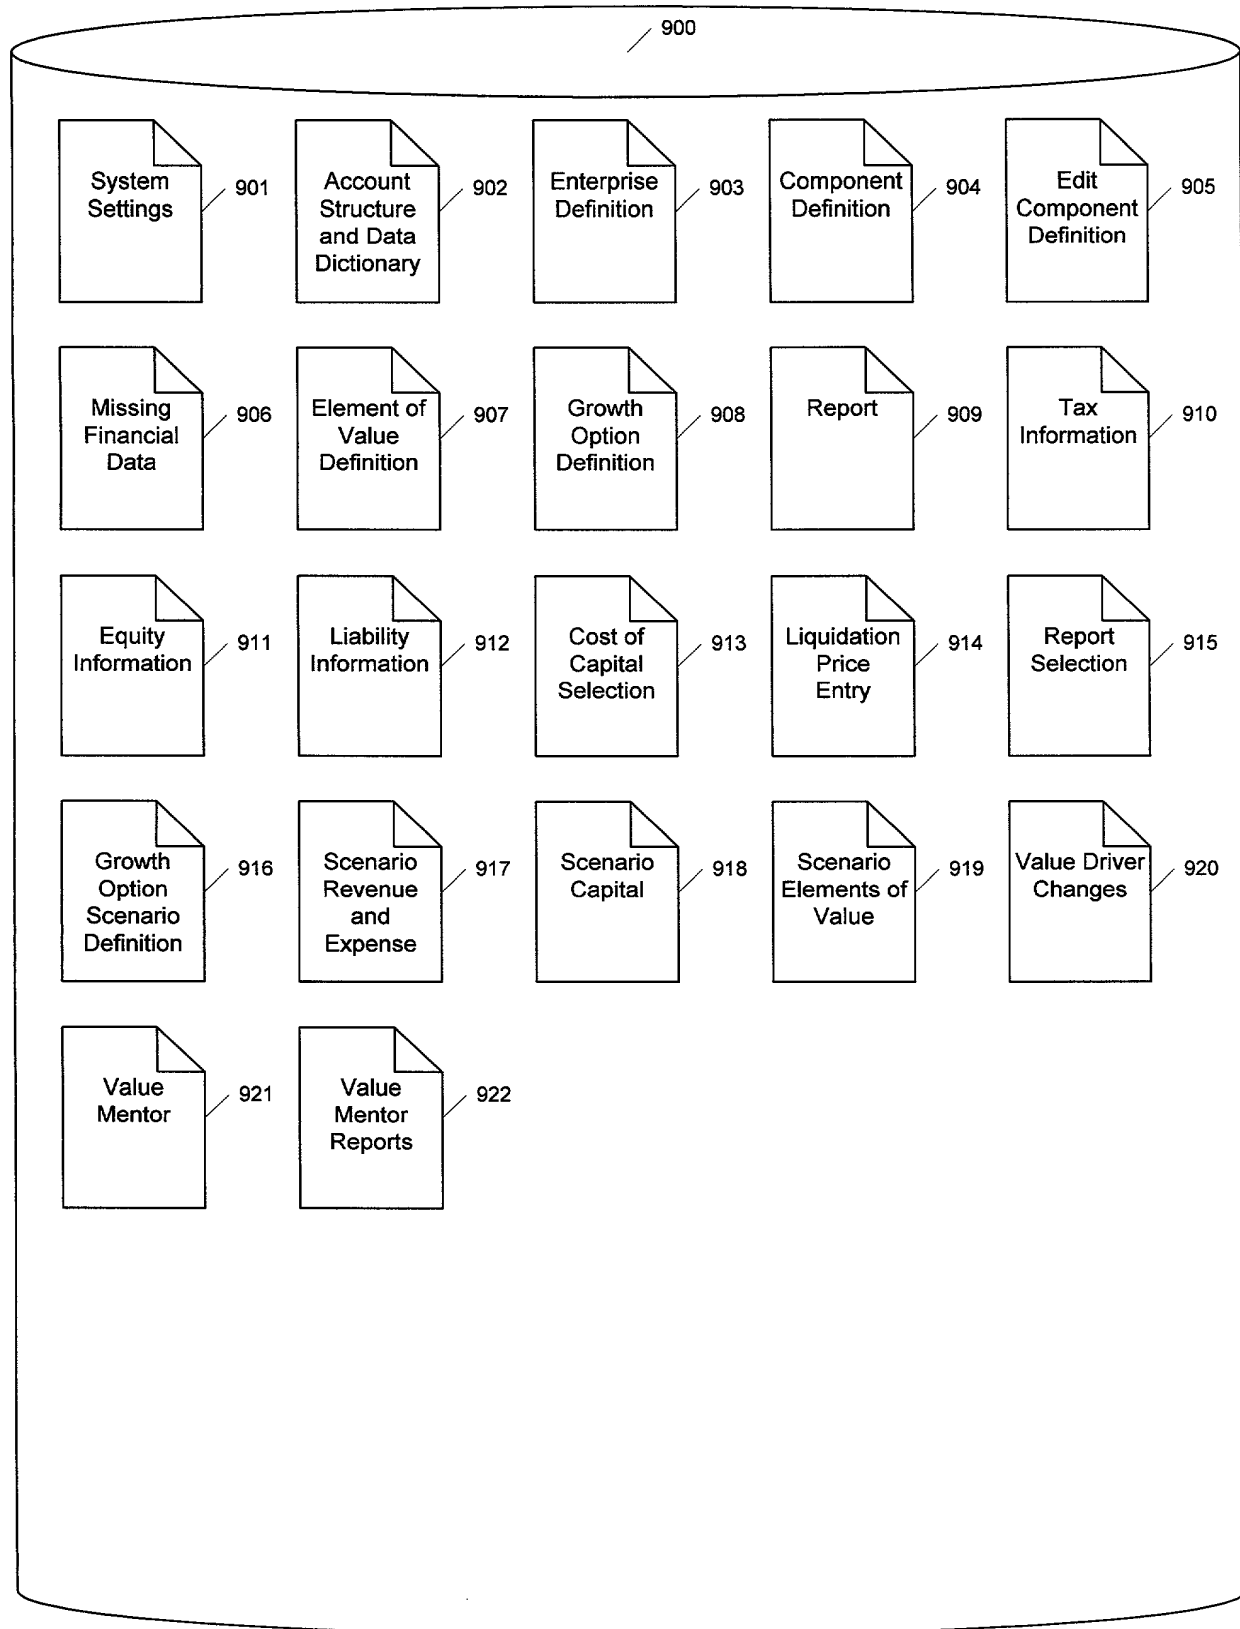 900
System
Settings
901
Account
Structure
and Data
Dictionary
902
Enterprise
Definition
903
Component
Definition
904
Edit
Component
Definition
905
Missing
Financial
Data
906
Element of
Value
Definition
907
Growth
Option
Definition
908
Report
909
Tax
Information
910
Equity
Information
911
Liability
Information
912
Cost of
Capital
Selection
913
Liquidation
Price
Entry
914
Report
Selection
915
Growth
Option
Scenario
Definition
916
Scenario
Revenue
and
Expense
917
Scenario
Capital
918
Scenario
Elements of
Value
919
Value Driver
Changes
920
Value
Mentor
921
Value
Mentor
Reports
922